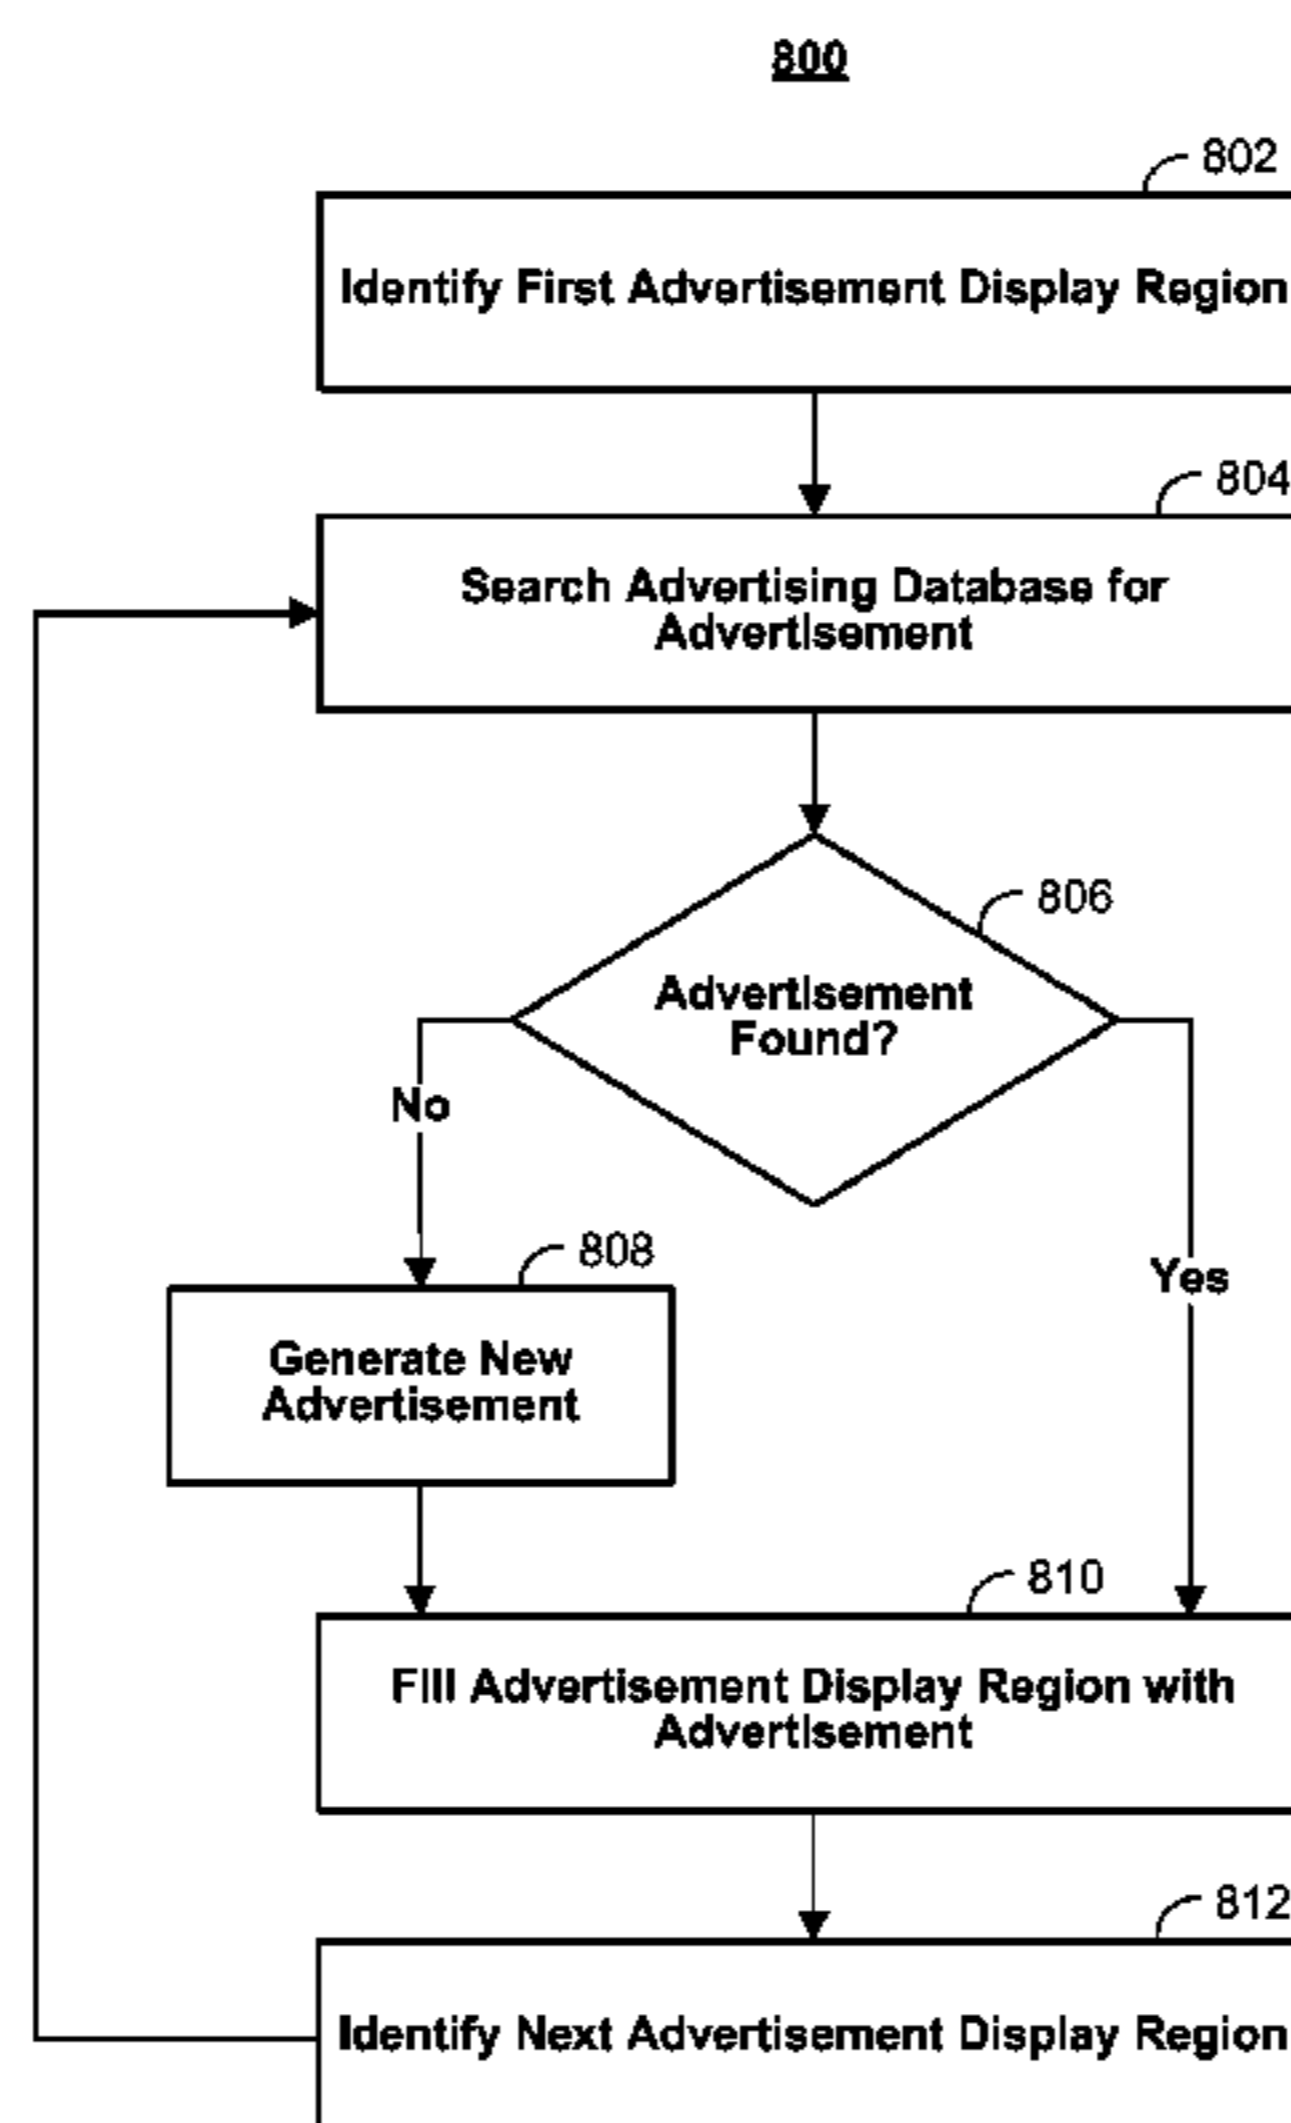 800
802
Identify First Advertisement Display Region
804
Search Advertising Database for
Advertisement
806
Advertisement
Found?
No
Yes
808
Generate New
Advertisement
810
Fill Advertisement Display Region with
Advertisement
812
Identify Next Advertisement Display Region